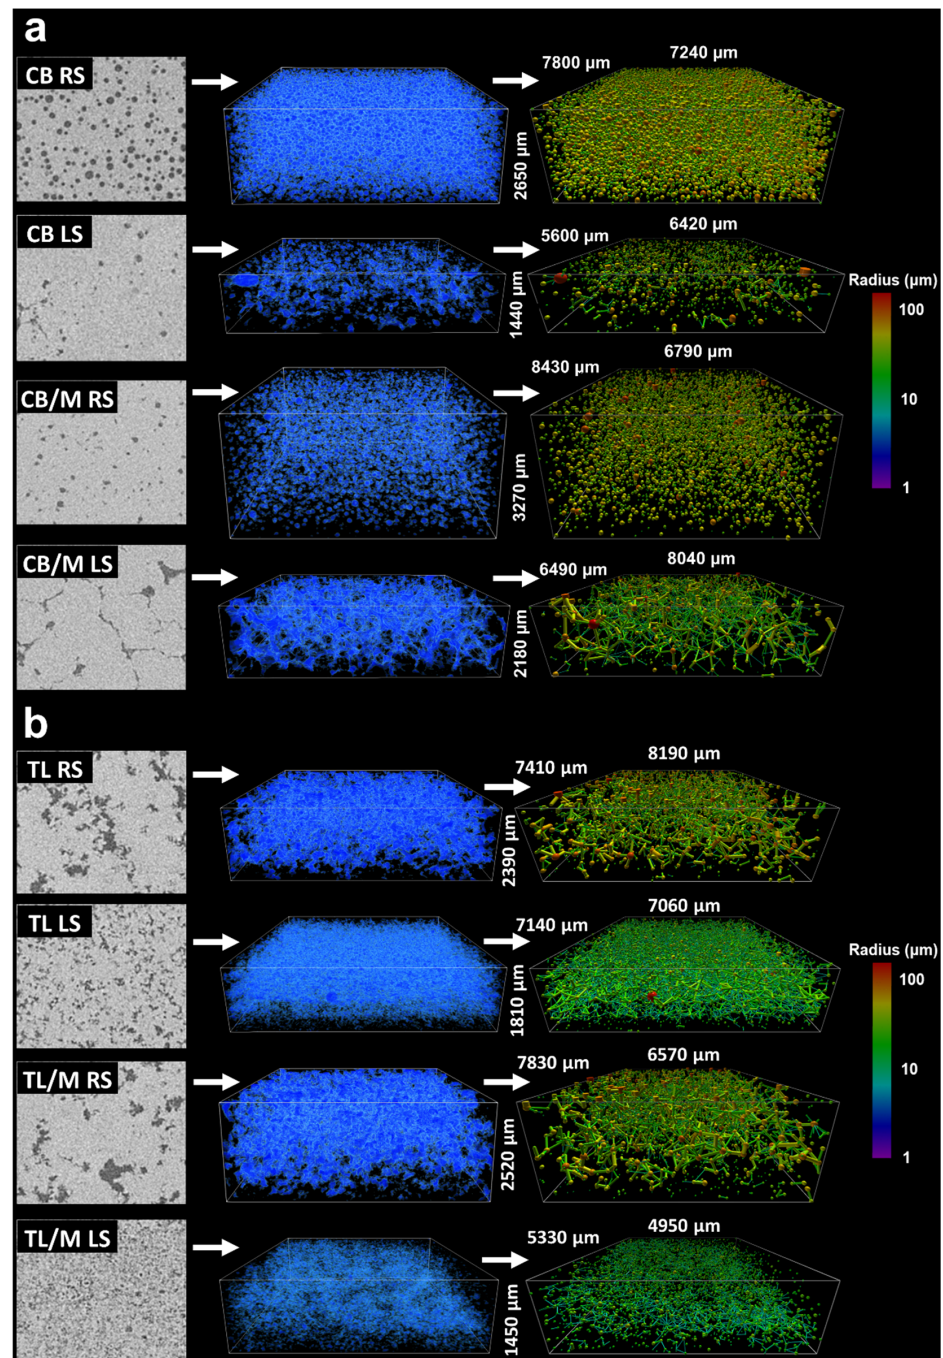 a
CB RS
7800 µm
7240 µm
2650 µm
CB LS
5600 µm
6420 µm
1440 µm
Radius (µm)
100
10
1
CB/M RS
8430 µm
6790 µm
3270 µm
CB/M LS
6490 µm
8040 µm
2180 µm
b
TL RS
7410 µm
8190 µm
2390 µm
TL LS
7140 µm
7060 µm
1810 µm
Radius (µm)
100
10
1
TL/M RS
7830 µm
6570 µm
2520 µm
TL/M LS
5330 µm
4950 µm
1450 µm